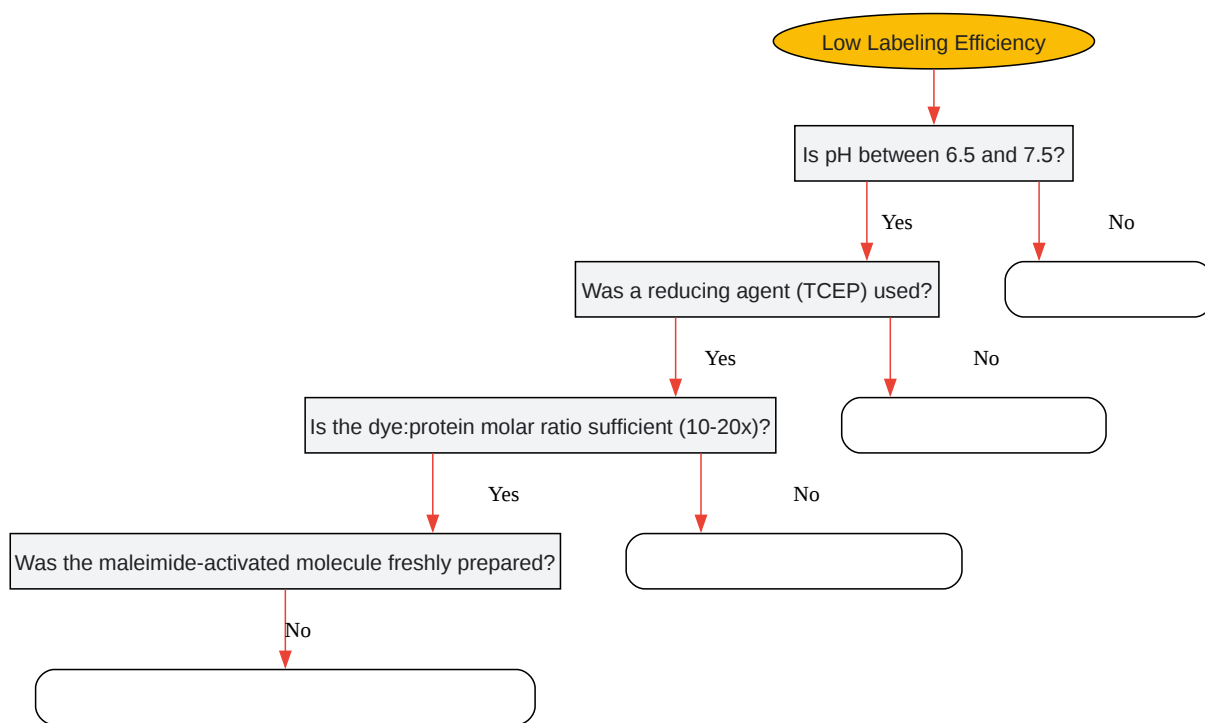 Low Labeling Efficiency
Is pH between 6.5 and 7.5?
Yes
No
Was a reducing agent (TCEP) used?
Yes
No
Is the dye:protein molar ratio sufficient (10-20x)?
Yes
No
Was the maleimide-activated molecule freshly prepared?
No